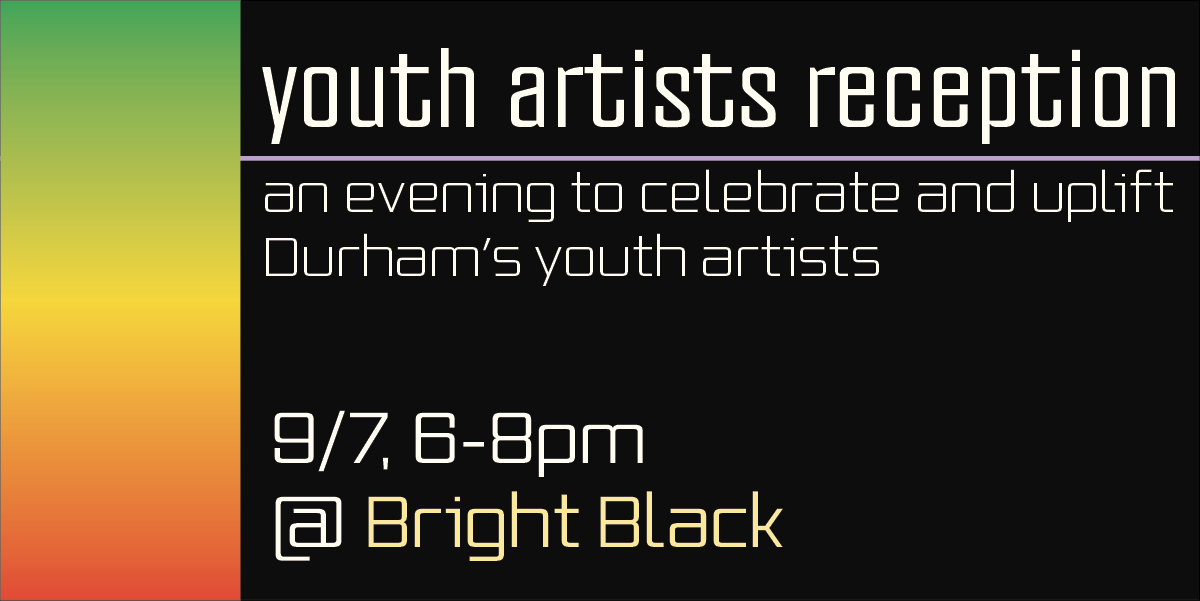 youth artists reception
an evening to celebrate and uplift
Durham's youth artists
9/7, 6-8pm
@ Bright Black